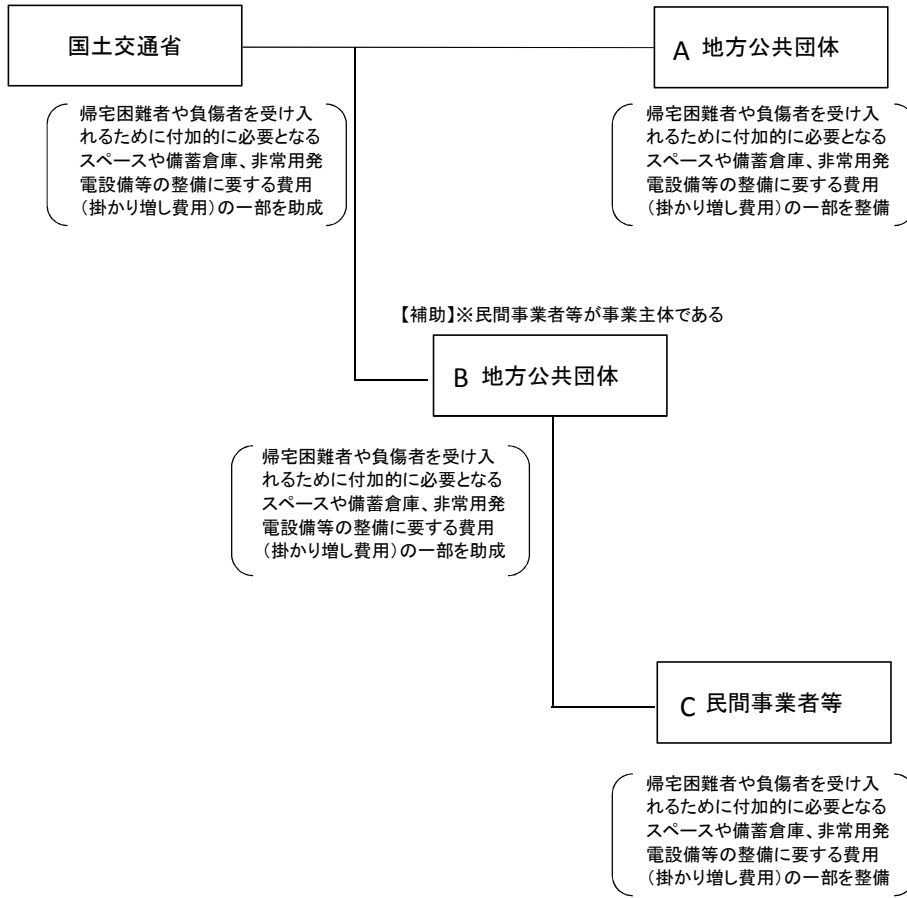 国土交通省
A 地方公共団体
帰宅困難者や負傷者を受け入
れるために付加的に必要となる
スペースや備蓄倉庫、非常用発
電設備等の整備に要する費用
（掛かり増し費用）の一部を助成
帰宅困難者や負傷者を受け入
れるために付加的に必要となる
スペースや備蓄倉庫、非常用発
電設備等の整備に要する費用
（掛かり増し費用）の一部を整備
【補助】※民間事業者等が事業主体である
B 地方公共団体
帰宅困難者や負傷者を受け入
れるために付加的に必要となる
スペースや備蓄倉庫、非常用発
電設備等の整備に要する費用
（掛かり増し費用）の一部を助成
C 民間事業者等
帰宅困難者や負傷者を受け入
れるために付加的に必要となる
スペースや備蓄倉庫、非常用発
電設備等の整備に要する費用
（掛かり増し費用）の一部を整備